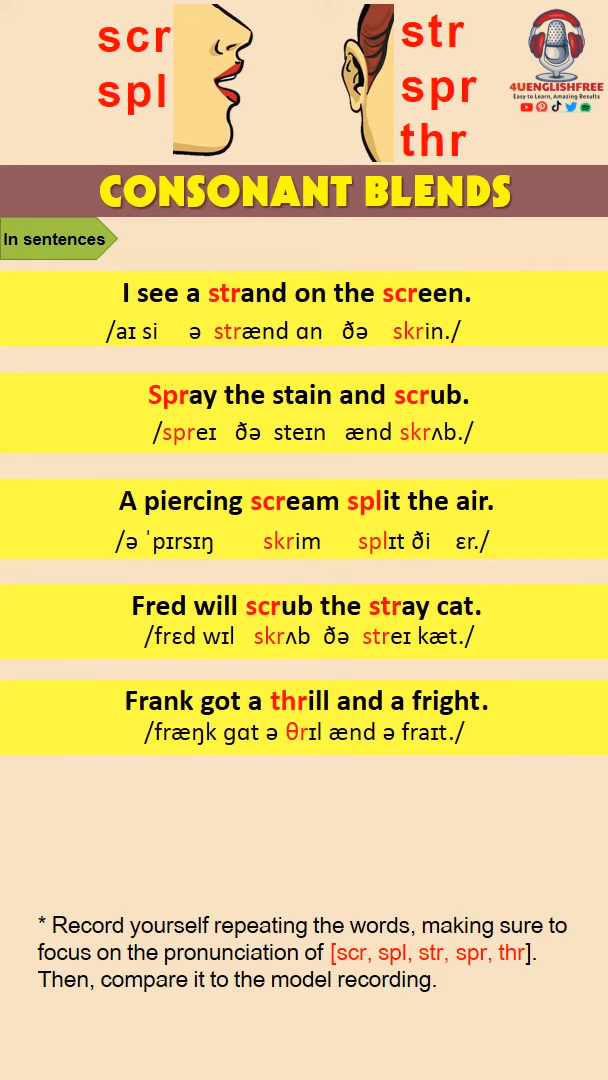 scr
spl
str
spr
thr
4UENGLISHFREE
Easy to Learn, Amazing Results
CONSONANT BLENDS
In sentences
I see a strand on the screen.
/aɪ si ə strænd ɑn ðə skrin./
Spray the stain and scrub.
/spreɪ ðə steɪn ænd skrʌb./
A piercing scream split the air.
/ə ˈpɪrsɪŋ skrim splɪt ði ɛr./
Fred will scrub the stray cat.
/frɛd wɪl skrʌb ðə streɪ kæt./
Frank got a thrill and a fright.
/fræŋk gɑt ə θrɪl ænd ə fraɪt./
* Record yourself repeating the words, making sure to
focus on the pronunciation of [scr, spl, str, spr, thr].
Then, compare it to the model recording.